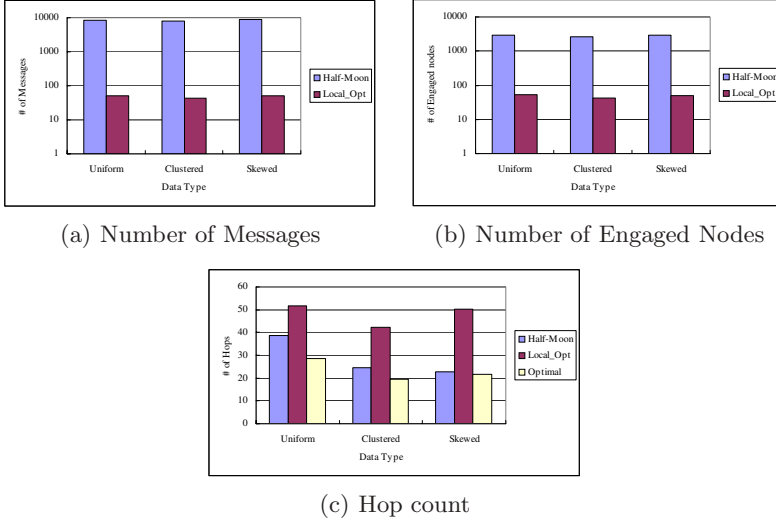 10000
1000
100
10
1
# of Messages
Uniform Clustered Skewed
Data Type
Half-Moon
Local_Opt
(a) Number of Messages
10000
1000
100
10
1
# of Engaged nodes
Uniform Clustered Skewed
Data Type
Half-Moon
Local_Opt
(b) Number of Engaged Nodes
60
50
40
30
20
10
0
# of Hops
Uniform Clustered Skewed
Data Type
Half-Moon
Local_Opt
Optimal
(c) Hop count